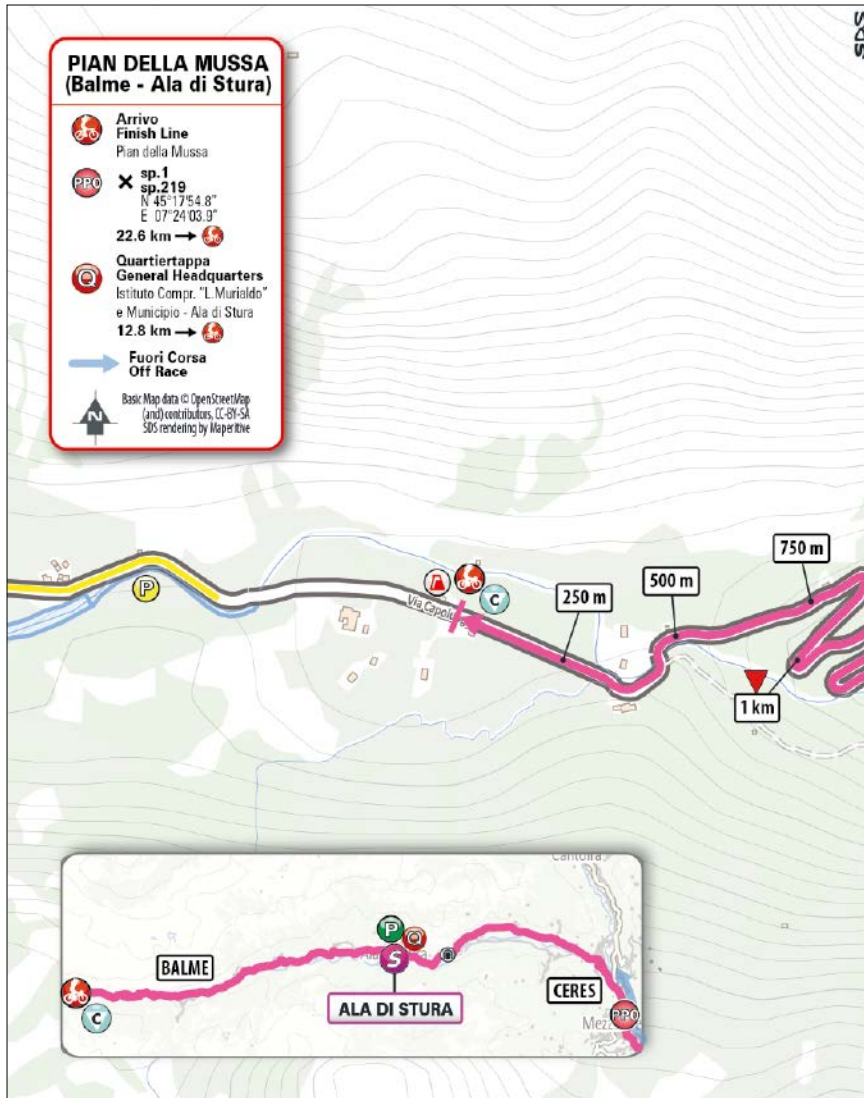 SDS
PIAN DELLA MUSSA
(Balme - Ala di Stura)
Arrivo
Finish Line
Pian della Mussa
PPO
sp.1
sp.219
N 45°17'54.8"
E 07°24'03.9"
22.6 km
Q
Quartiertappa
General Headquarters
Istituto Compr. "L.Murialdo"
e Municipio - Ala di Stura
12.8 km
Fuori Corsa
Off Race
N
Basic Map data © OpenStreetMap
(and) contributors, CC-BY-SA
SDS rendering by Maperitive
P
C
Via
250 m
500 m
750 m
1 km
Cantoira
P
Q
BALME
S
C
ALA DI STURA
CERES
PPO